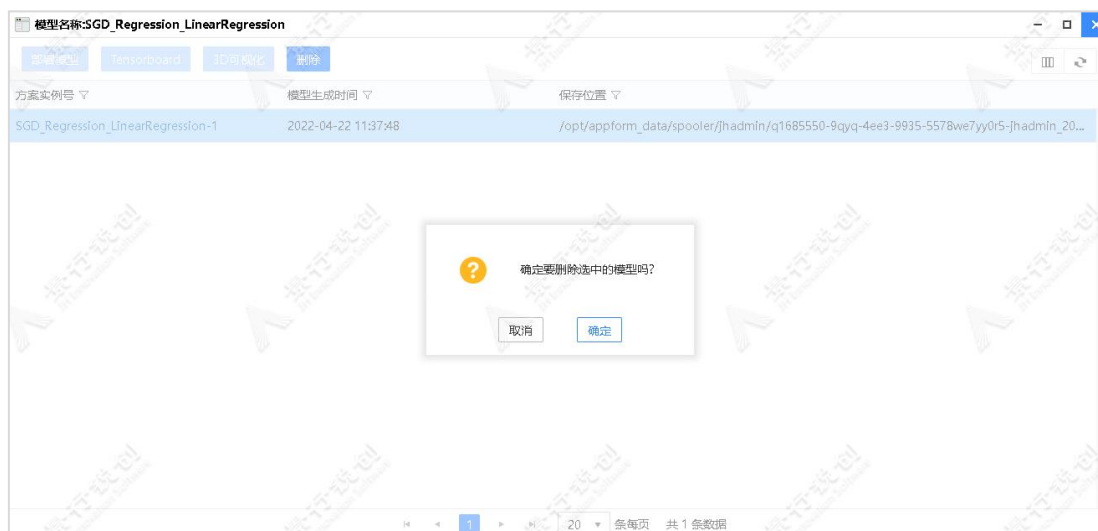 模型名称:SGD_Regression_LinearRegression
部署模型 Tensorboard 3D可视化 删除
方案实例号 模型生成时间 保存位置
SGD_Regression_LinearRegression-1 2022-04-22 11:37:48 /opt/appform_data/spooler/jhadmin/q1685550-9qyq-4ee3-9935-5578we7yy0r5-jhadmin_20...
确定要删除选中的模型吗?
取消 确定
1 20 条每页 共 1 条数据